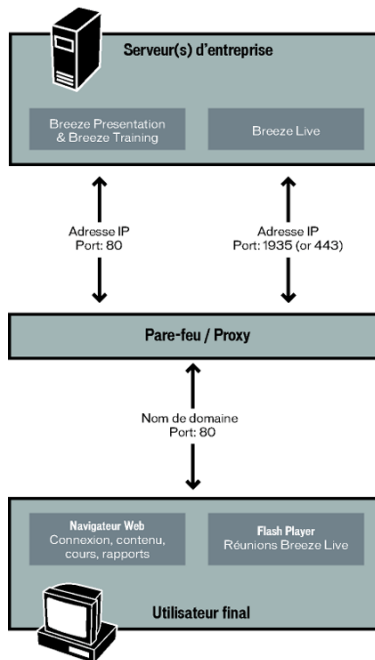 Serveur(s) d'entreprise
Breeze Presentation
& Breeze Training
Breeze Live
Adresse IP
Port: 80
Adresse IP
Port: 1935 (or 443)
Pare-feu / Proxy
Nom de domaine
Port: 80
Navigateur Web
Connexion, contenu,
cours, rapports
Flash Player
Réunions Breeze Live
Utilisateur final